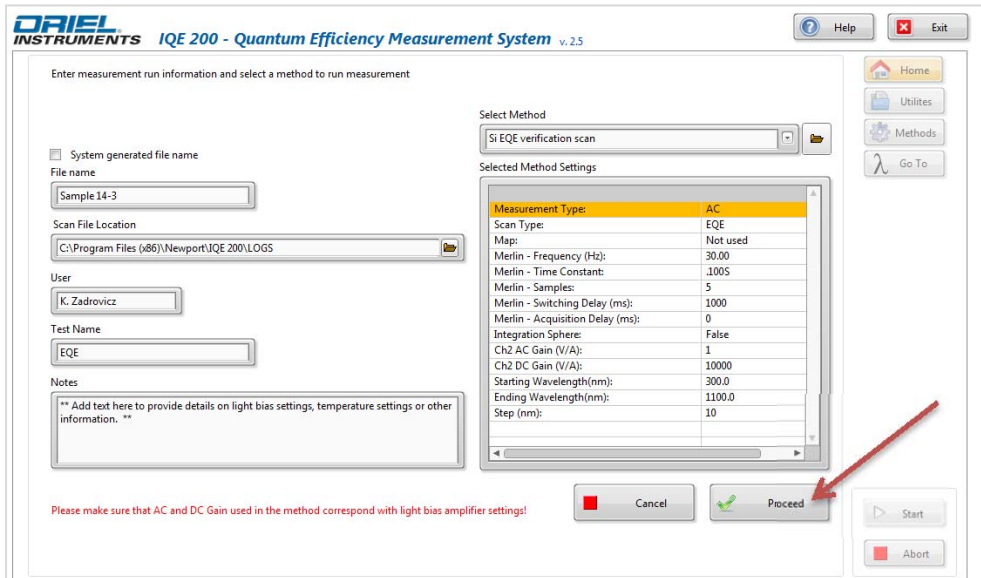 ORIEL
INSTRUMENTS IQE 200 - Quantum Efficiency Measurement System v. 2.5
Help
Exit
Enter measurement run information and select a method to run measurement
Home
Utilites
Methods
λ Go To
Select Method
Si EQE verification scan
System generated file name
File name
Sample 14-3
Scan File Location
C:\Program Files (x86)\Newport\IQE 200\LOGS
User
K. Zadrovicz
Test Name
EQE
Notes
** Add text here to provide details on light bias settings, temperature settings or other
information. **
Selected Method Settings
Measurement Type: AC
Scan Type: EQE
Map: Not used
Merlin - Frequency (Hz): 30.00
Merlin - Time Constant: .100S
Merlin - Samples: 5
Merlin - Switching Delay (ms): 1000
Merlin - Acquisition Delay (ms): 0
Integration Sphere: False
Ch2 AC Gain (V/A): 1
Ch2 DC Gain (V/A): 10000
Starting Wavelength(nm): 300.0
Ending Wavelength(nm): 1100.0
Step (nm): 10
Please make sure that AC and DC Gain used in the method correspond with light bias amplifier settings!
Cancel
Proceed
Start
Abort